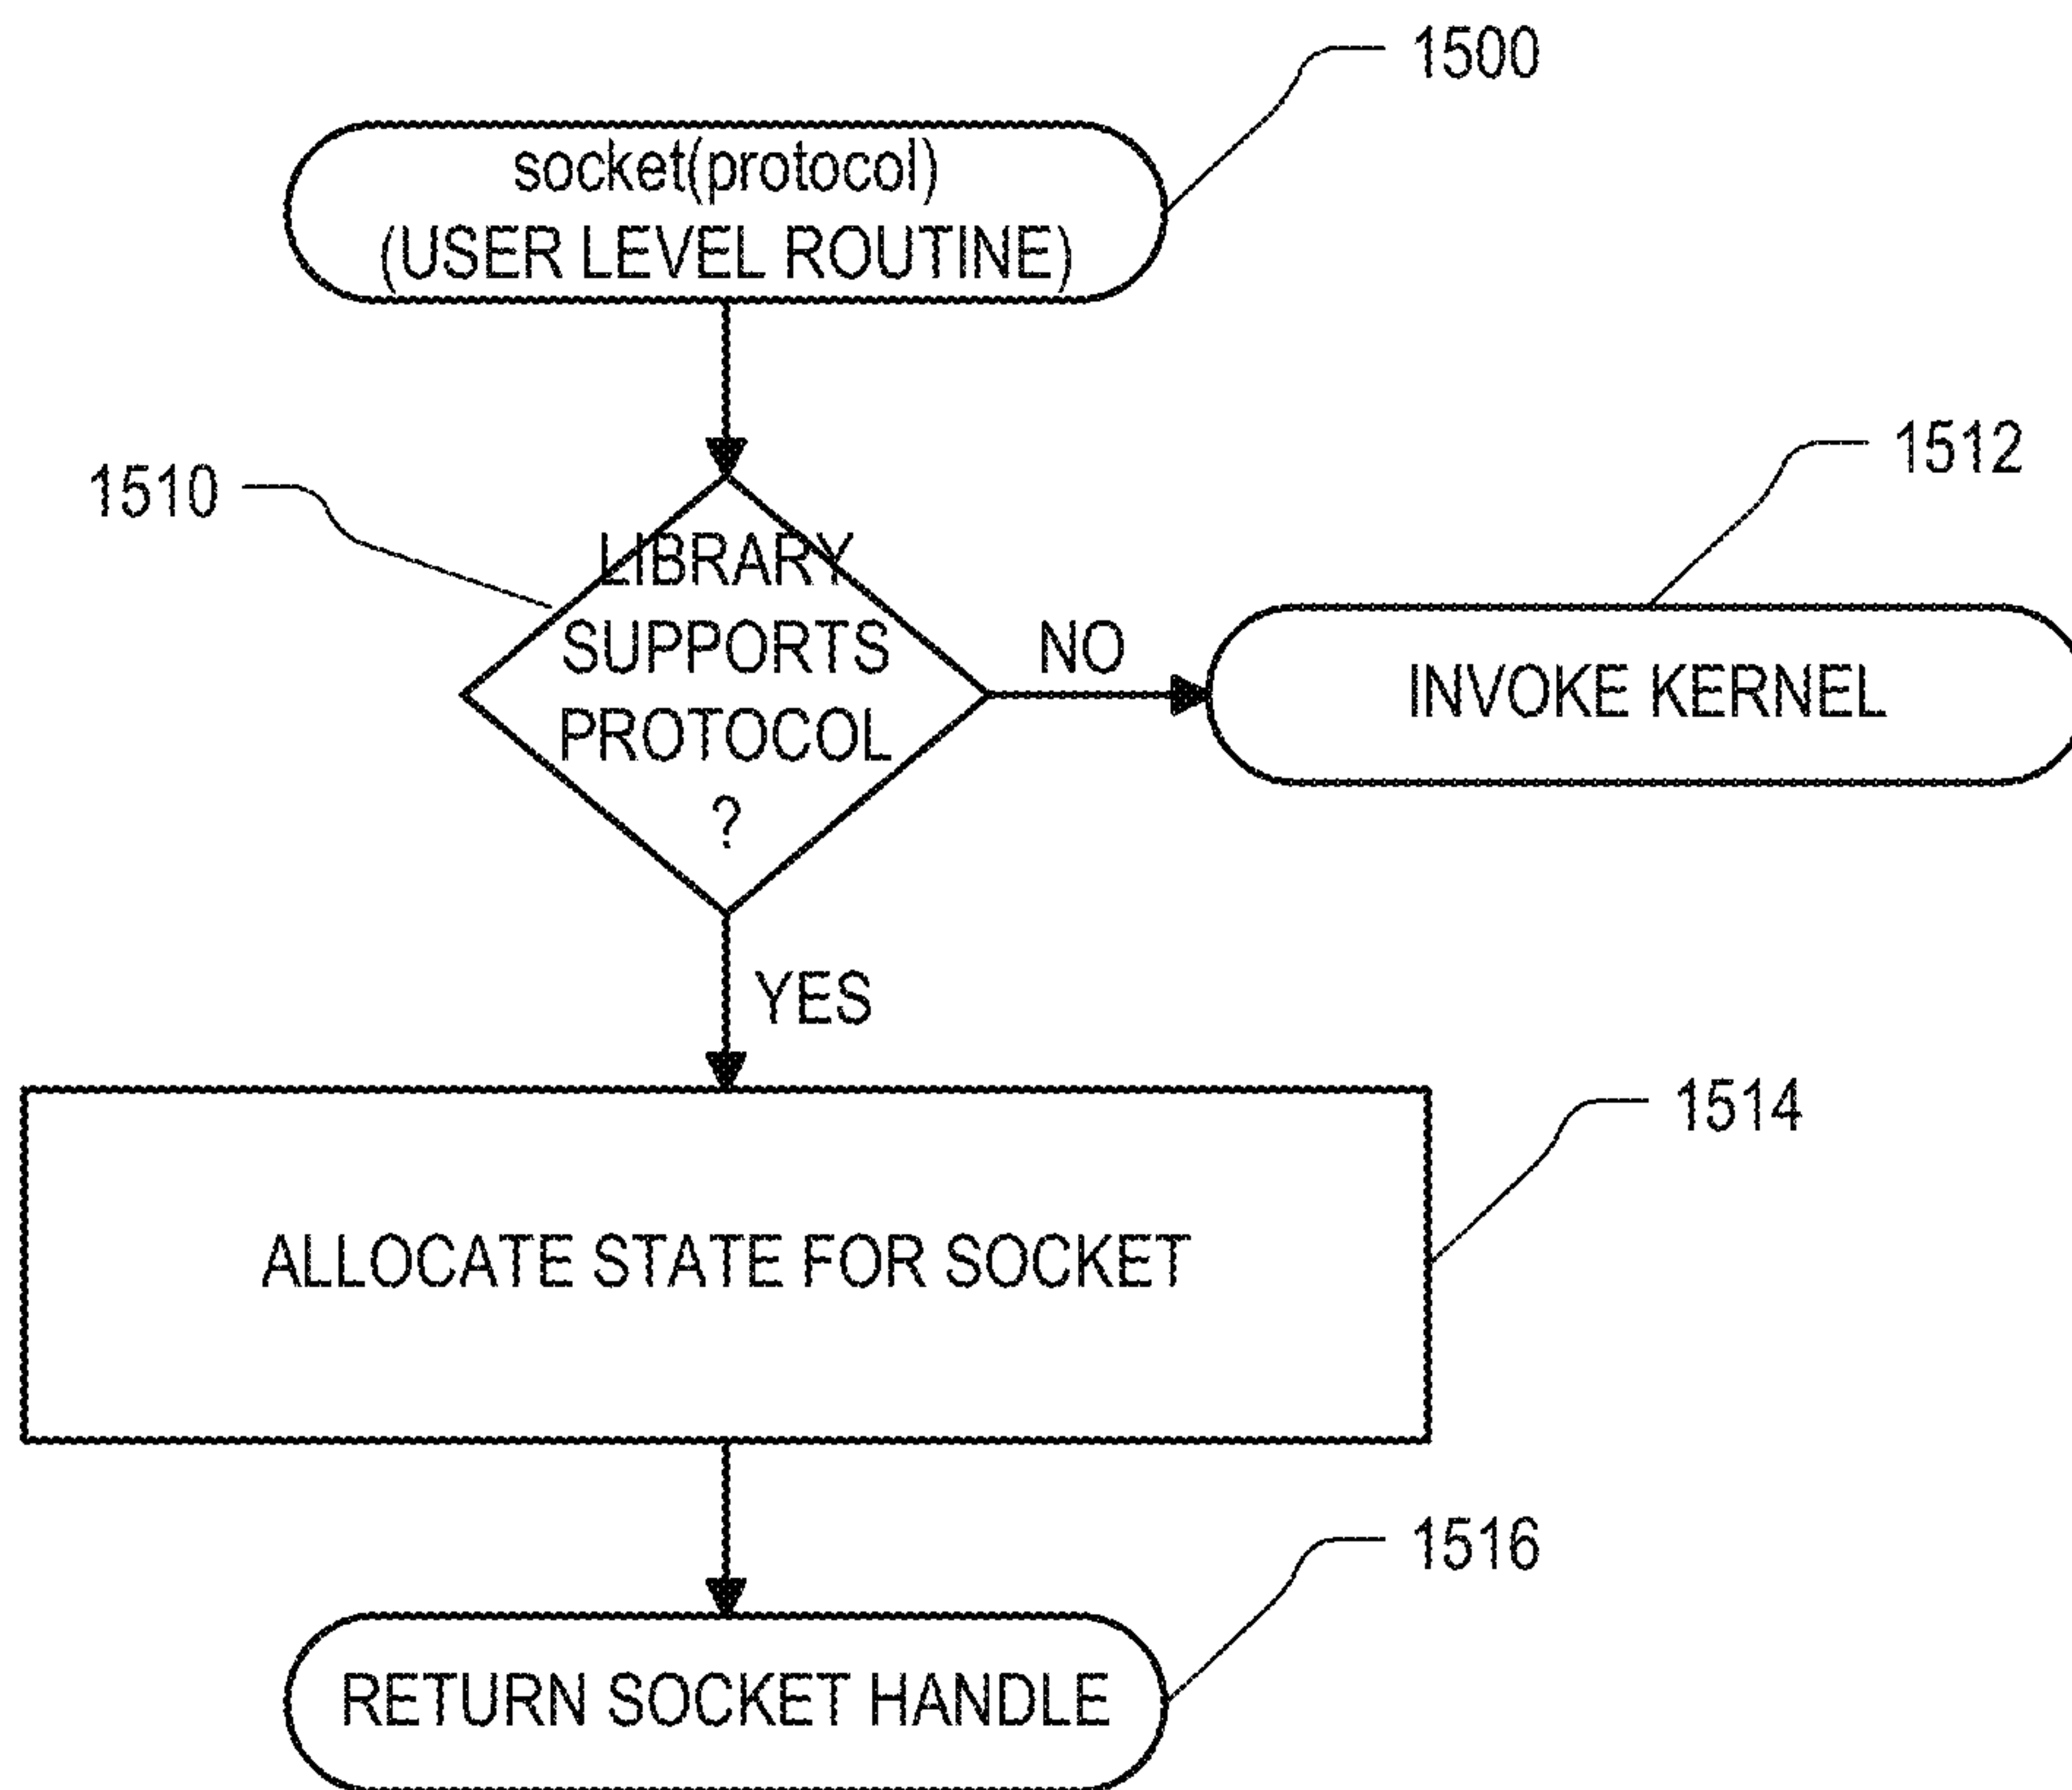 1500
socket(protocol)
(USER LEVEL ROUTINE)
1512
1510
LIBRARY
SUPPORTS
PROTOCOL
?
NO
INVOKE KERNEL
YES
1514
ALLOCATE STATE FOR SOCKET
1516
RETURN SOCKET HANDLE